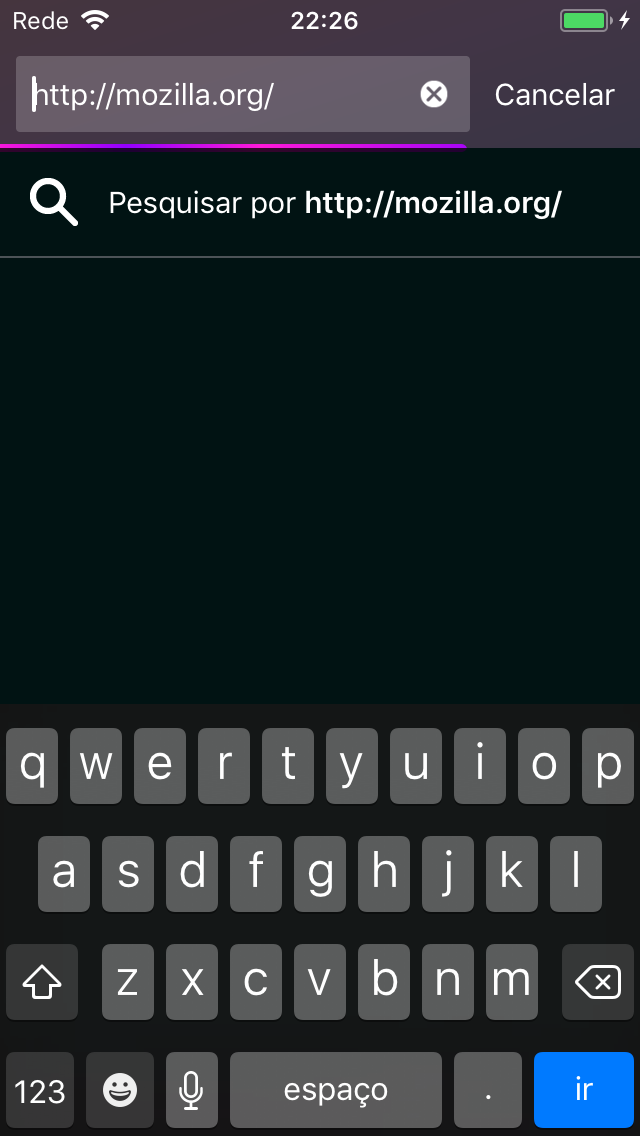 Rede 22:26
http://mozilla.org/ Cancelar
Pesquisar por http://mozilla.org/
q w e r t y u i o p
a s d f g h j k l
z x c v b n m
123 espaço . ir